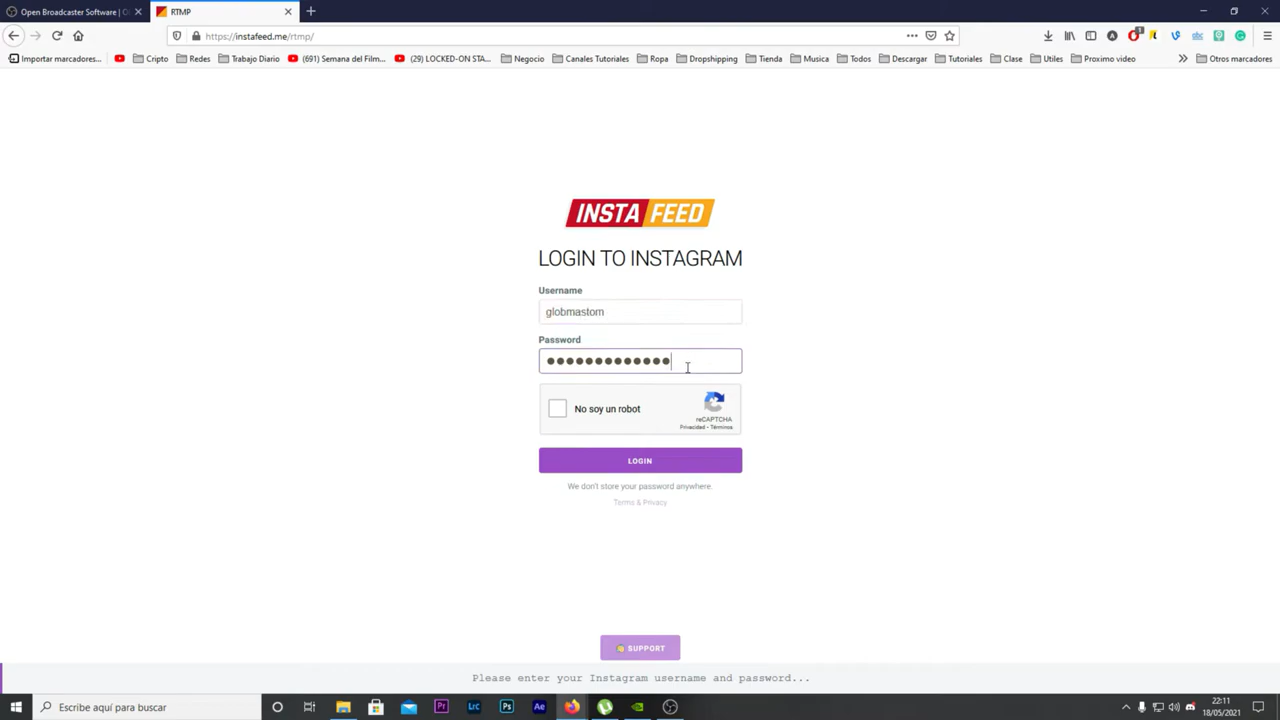 Open Broadcaster Software | O
RTMP
https://instafeed.me/rtmp/
Importar marcadores... Cripto Redes Trabajo Diario (691) Semana del Film... (29) LOCKED-ON STA... Negocio Canales Tutoriales Ropa Dropshipping Tienda Musica Todos Descargar Tutoriales Clase Utiles Proximo video Otros marcadores
INSTA FEED
LOGIN TO INSTAGRAM
Username
globmastom
Password
No soy un robot
reCAPTCHA
Privacidad - Términos
LOGIN
We don't store your password anywhere.
Terms & Privacy
SUPPORT
Please enter your Instagram username and password...
Escribe aquí para buscar
Pr Lrc Ps Ae
22:11
18/05/2021